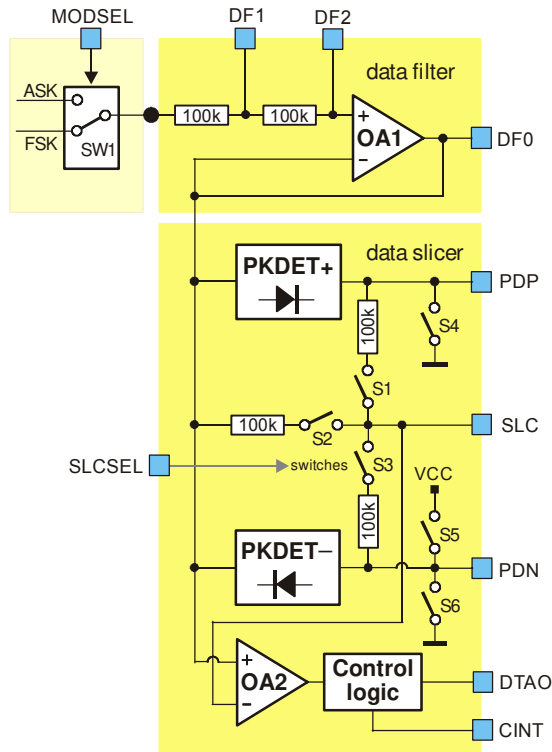 MODSEL
DF1
DF2
data filter
ASK
FSK
SW1
100k
100k
+
OA1
−
DF0
data slicer
PKDET+
PDP
100k
S4
S1
100k
S2
SLC
SLCSEL
switches
S3
VCC
100k
S5
PKDET−
PDN
S6
+
OA2
−
Control
logic
DTAO
CINT